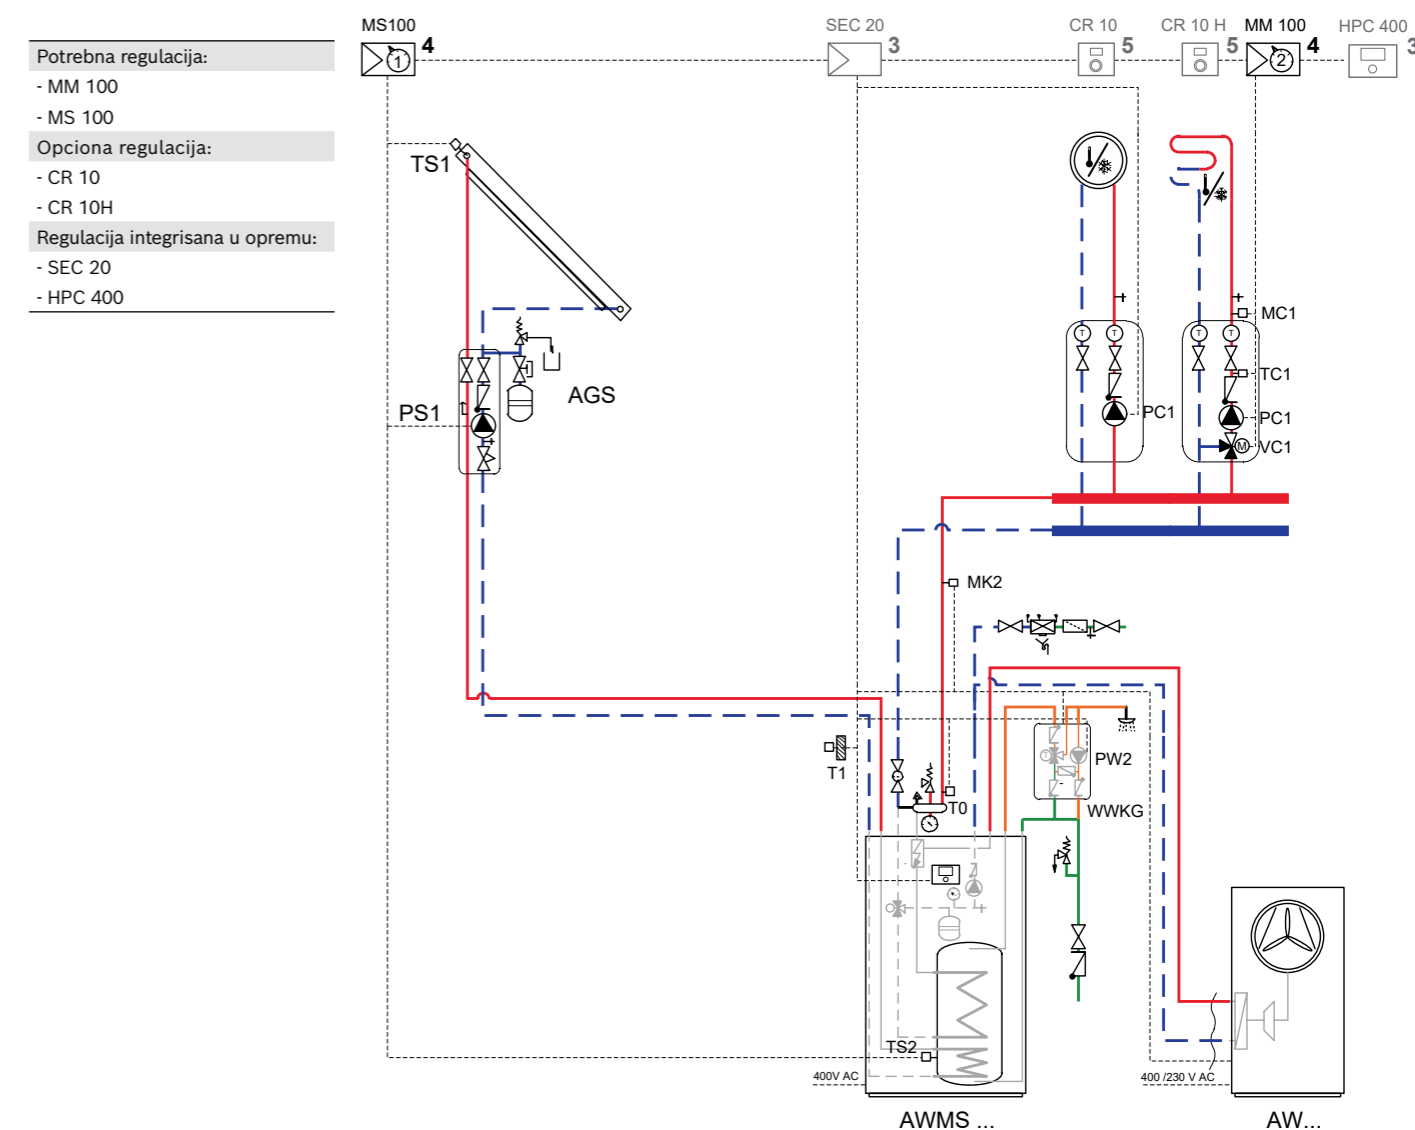 MS100
SEC 20
CR 10
CR 10 H
MM 100
HPC 400
4
3
5
5
4
3
1
2
Potrebna regulacija:
- MM 100
- MS 100
Opciona regulacija:
- CR 10
- CR 10H
Regulacija integrisana u opremu:
- SEC 20
- HPC 400
TS1
AGS
PS1
T
T
T
T
MC1
TC1
PC1
PC1
M
VC1
MK2
T1
T0
T
PW2
WWKG
TS2
400V AC
400 /230 V AC
AWMS ...
AW...